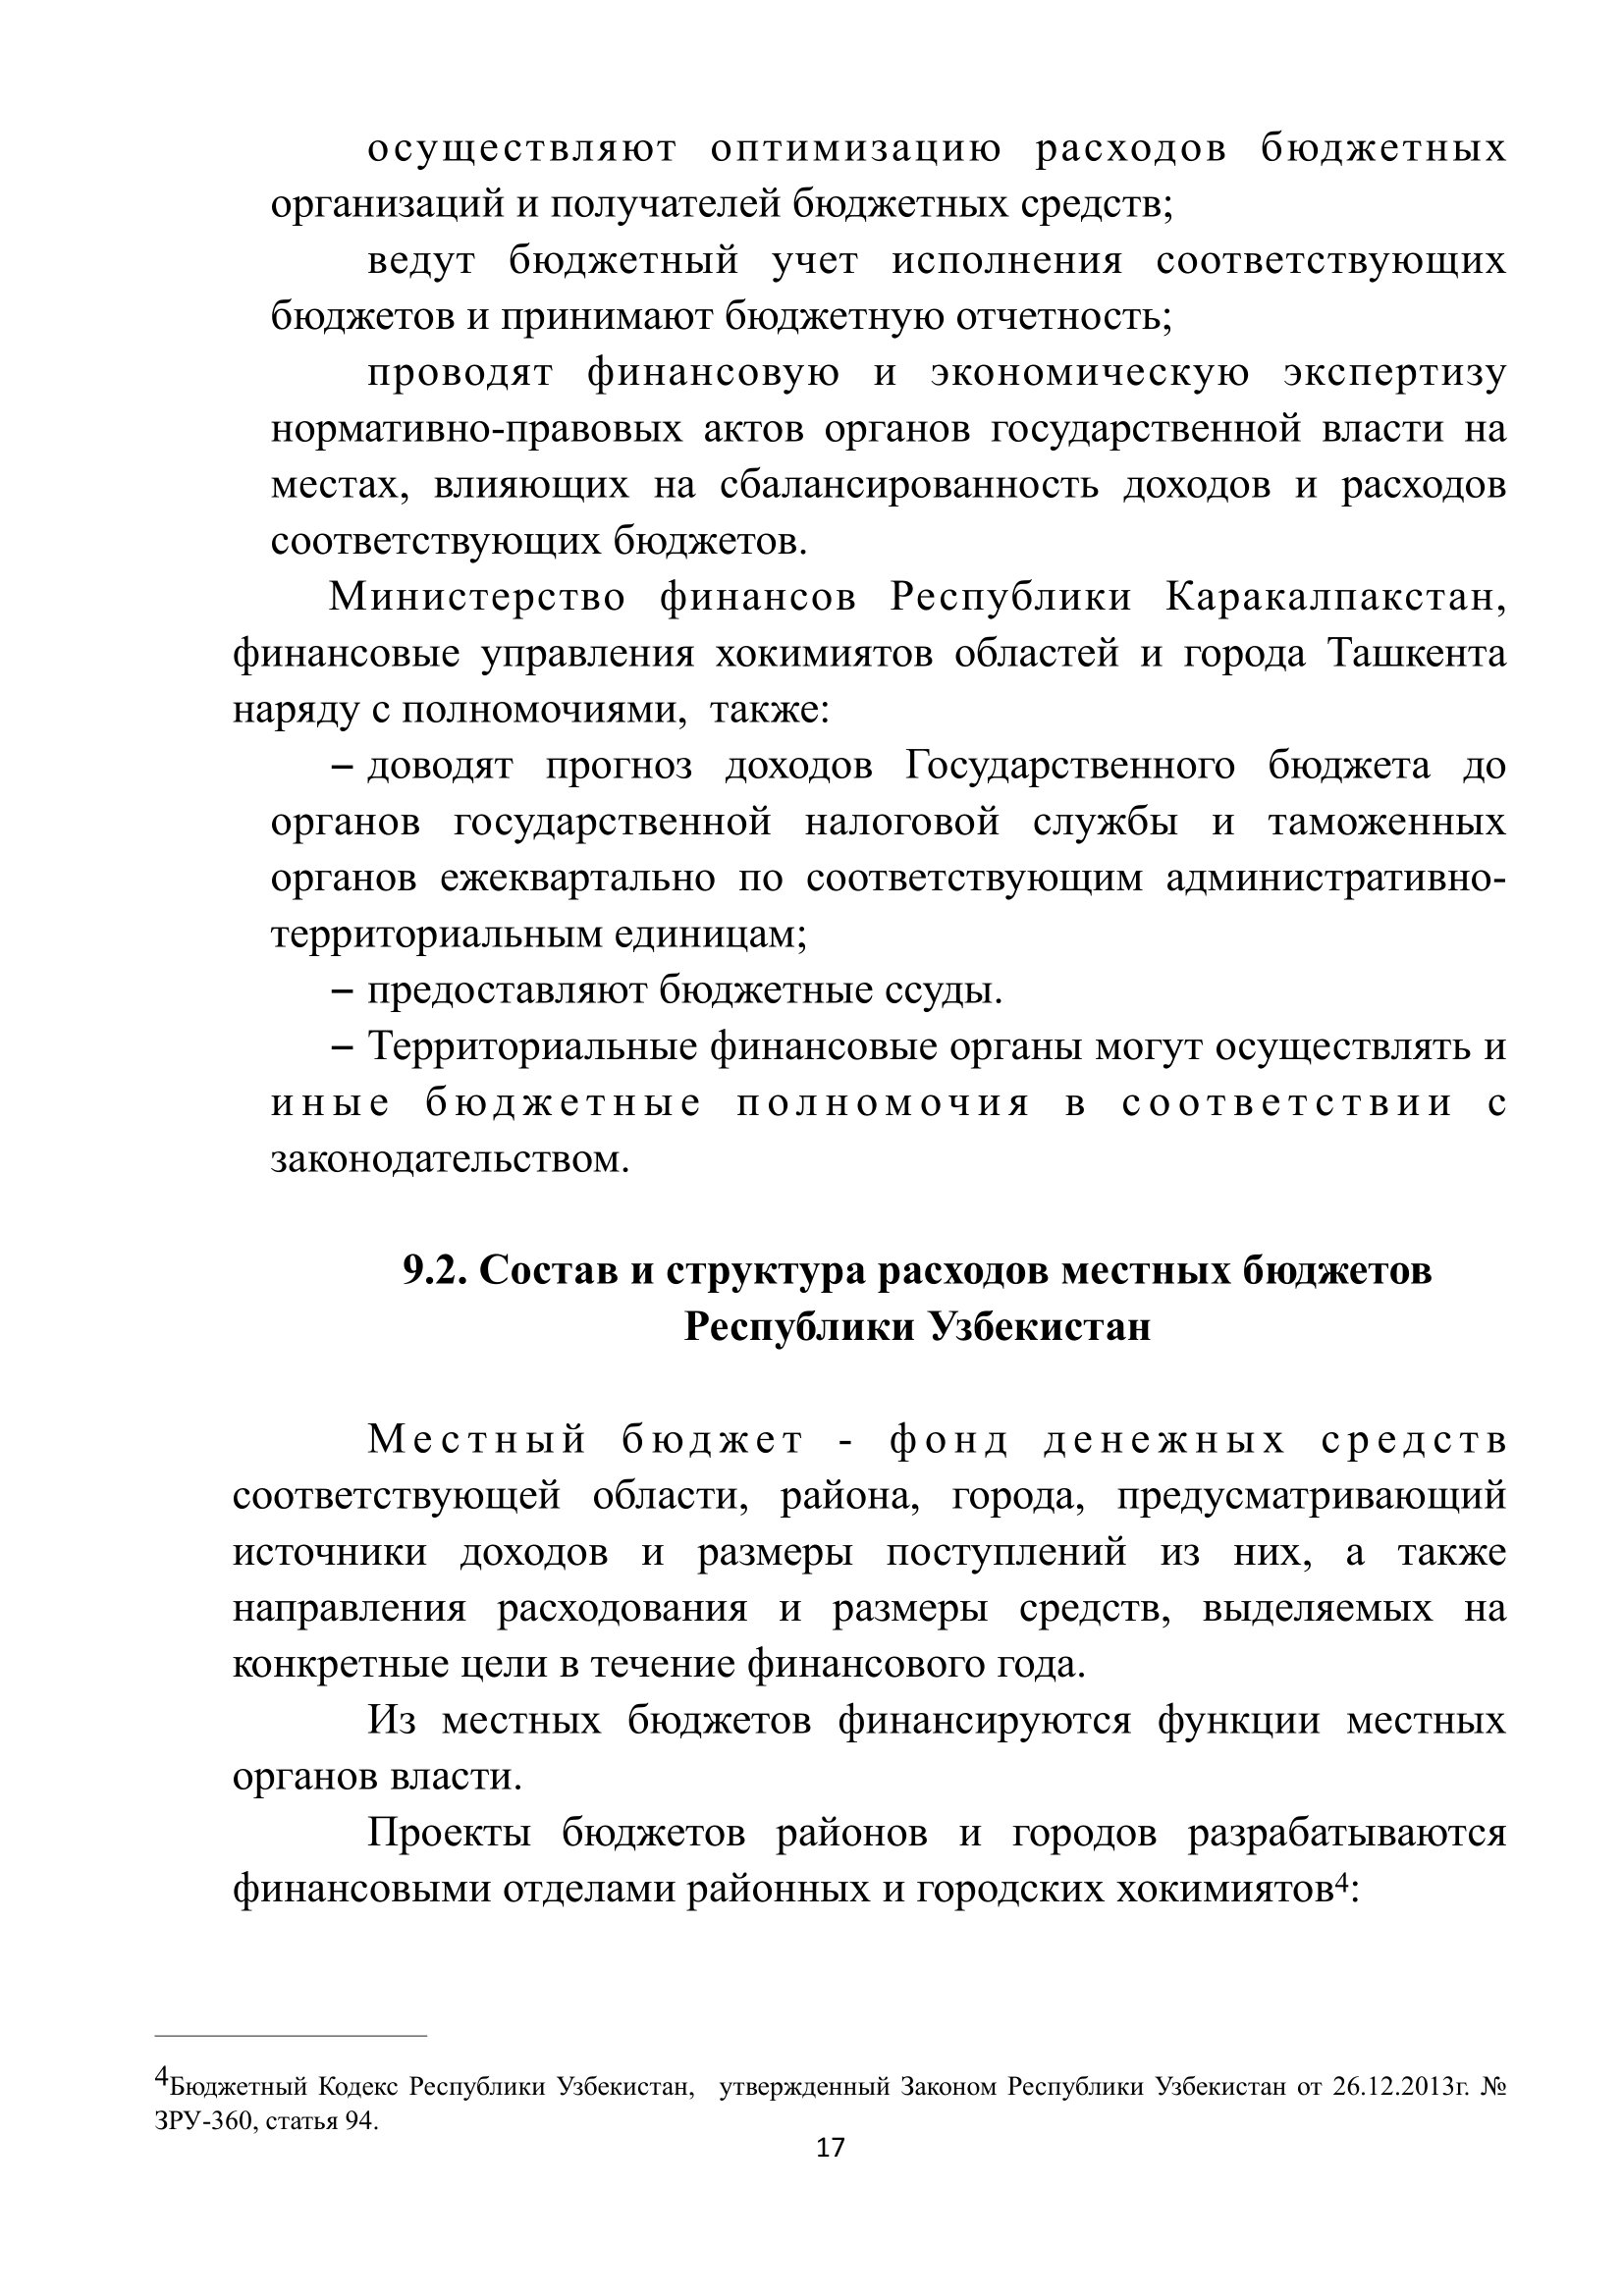 осуществляют оптимизацию расходов бюджетных
организаций и получателей бюджетных средств;
ведут бюджетный учет исполнения соответствующих
бюджетов и принимают бюджетную отчетность;
проводят финансовую и экономическую экспертизу
нормативно-правовых актов органов государственной власти на
местах, влияющих на сбалансированность доходов и расходов
соответствующих бюджетов.
Министерство финансов Республики Каракалпакстан,
финансовые управления хокимиятов областей и города Ташкента
наряду с полномочиями,  также:
– доводят прогноз доходов Государственного бюджета до
органов государственной налоговой службы и таможенных
органов ежеквартально по соответствующим административно-
территориальным единицам;
– предоставляют бюджетные ссуды.
– Территориальные финансовые органы могут осуществлять и
иные бюджетные полномочия в соответствии с
законодательством.
9.2. Состав и структура расходов местных бюджетов
Республики Узбекистан
Местный бюджет - фонд денежных средств
соответствующей области, района, города, предусматривающий
источники доходов и размеры поступлений из них, а также
направления расходования и размеры средств, выделяемых на
конкретные цели в течение финансового года.
Из местных бюджетов финансируются функции местных
органов власти.
Проекты бюджетов районов и городов разрабатываются
финансовыми отделами районных и городских хокимиятов4:
4Бюджетный Кодекс Республики Узбекистан,  утвержденный Законом Республики Узбекистан от 26.12.2013г. №
ЗРУ-360, статья 94.
17